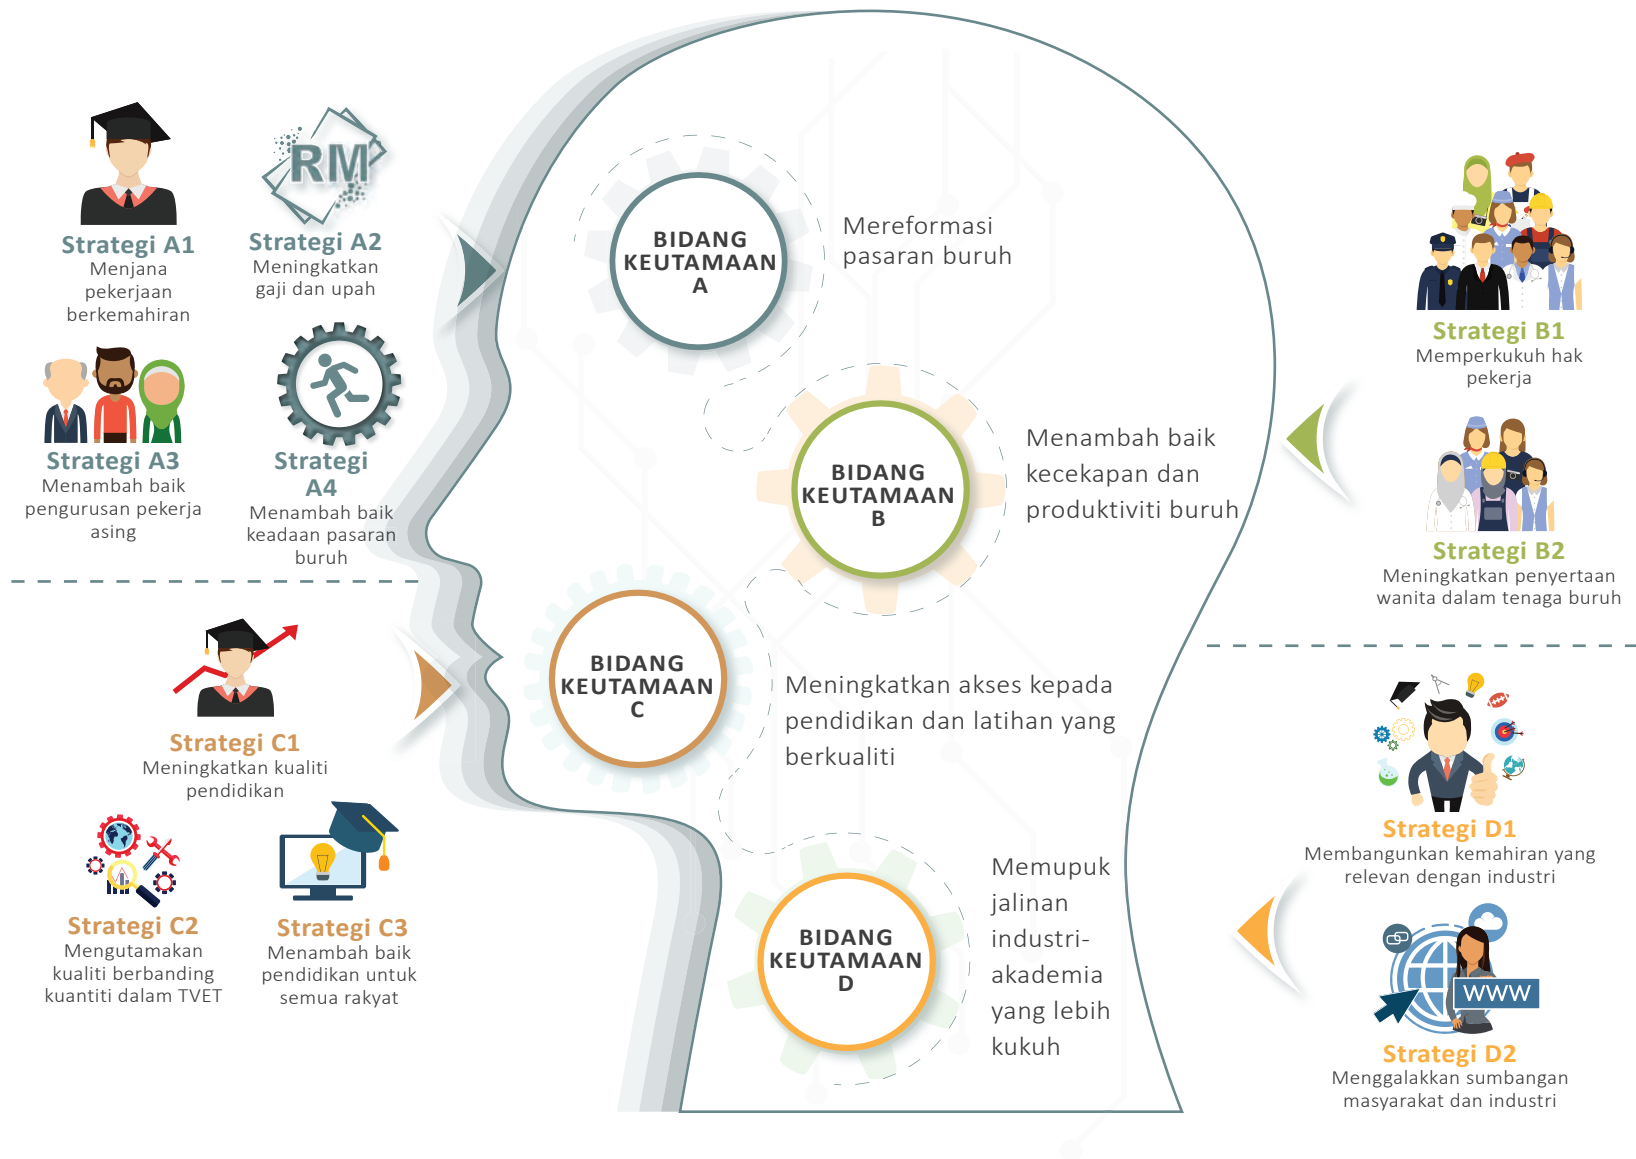 RM
Strategi A1
Menjana
pekerjaan
berkemahiran
Strategi A2
Meningkatkan
gaji dan upah
Strategi A3
Menambah baik
pengurusan pekerja
asing
Strategi
A4
Menambah baik
keadaan pasaran
buruh
BIDANG
KEUTAMAAN
A
Mereformasi
pasaran buruh
BIDANG
KEUTAMAAN
B
Menambah baik
kecekapan dan
produktiviti buruh
Strategi B1
Memperkukuh hak
pekerja
Strategi B2
Meningkatkan penyertaan
wanita dalam tenaga buruh
Strategi C1
Meningkatkan kualiti
pendidikan
Strategi C2
Mengutamakan
kualiti berbanding
kuantiti dalam TVET
Strategi C3
Menambah baik
pendidikan untuk
semua rakyat
BIDANG
KEUTAMAAN
C
Meningkatkan akses kepada
pendidikan dan latihan yang
berkualiti
BIDANG
KEUTAMAAN
D
Memupuk
jalinan
industri-
akademia
yang lebih
kukuh
Strategi D1
Membangunkan kemahiran yang
relevan dengan industri
WWW
Strategi D2
Menggalakkan sumbangan
masyarakat dan industri